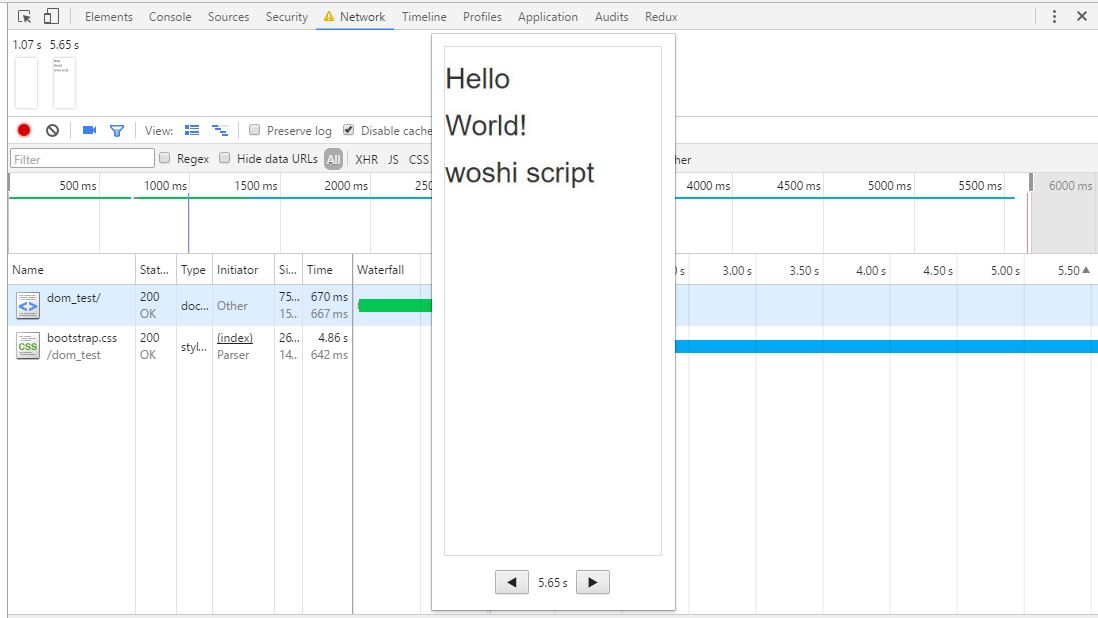 Elements Console Sources Security Network Timeline Profiles Application Audits Redux
1.07 s 5.65 s
Hello
World!
woshi script
View: Preserve log Disable cache
Filter Regex Hide data URLs All XHR JS CSS her
500 ms 1000 ms 1500 ms 2000 ms 250 4000 ms 4500 ms 5000 ms 5500 ms 6000 ms
Name Stat... Type Initiator Si... Time Waterfall 0 s 3.00 s 3.50 s 4.00 s 4.50 s 5.00 s 5.50
dom_test/ 200 OK doc... Other 75... 15... 670 ms 667 ms
bootstrap.css /dom_test 200 OK styl... (index) Parser 26... 14... 4.86 s 642 ms
5.65 s